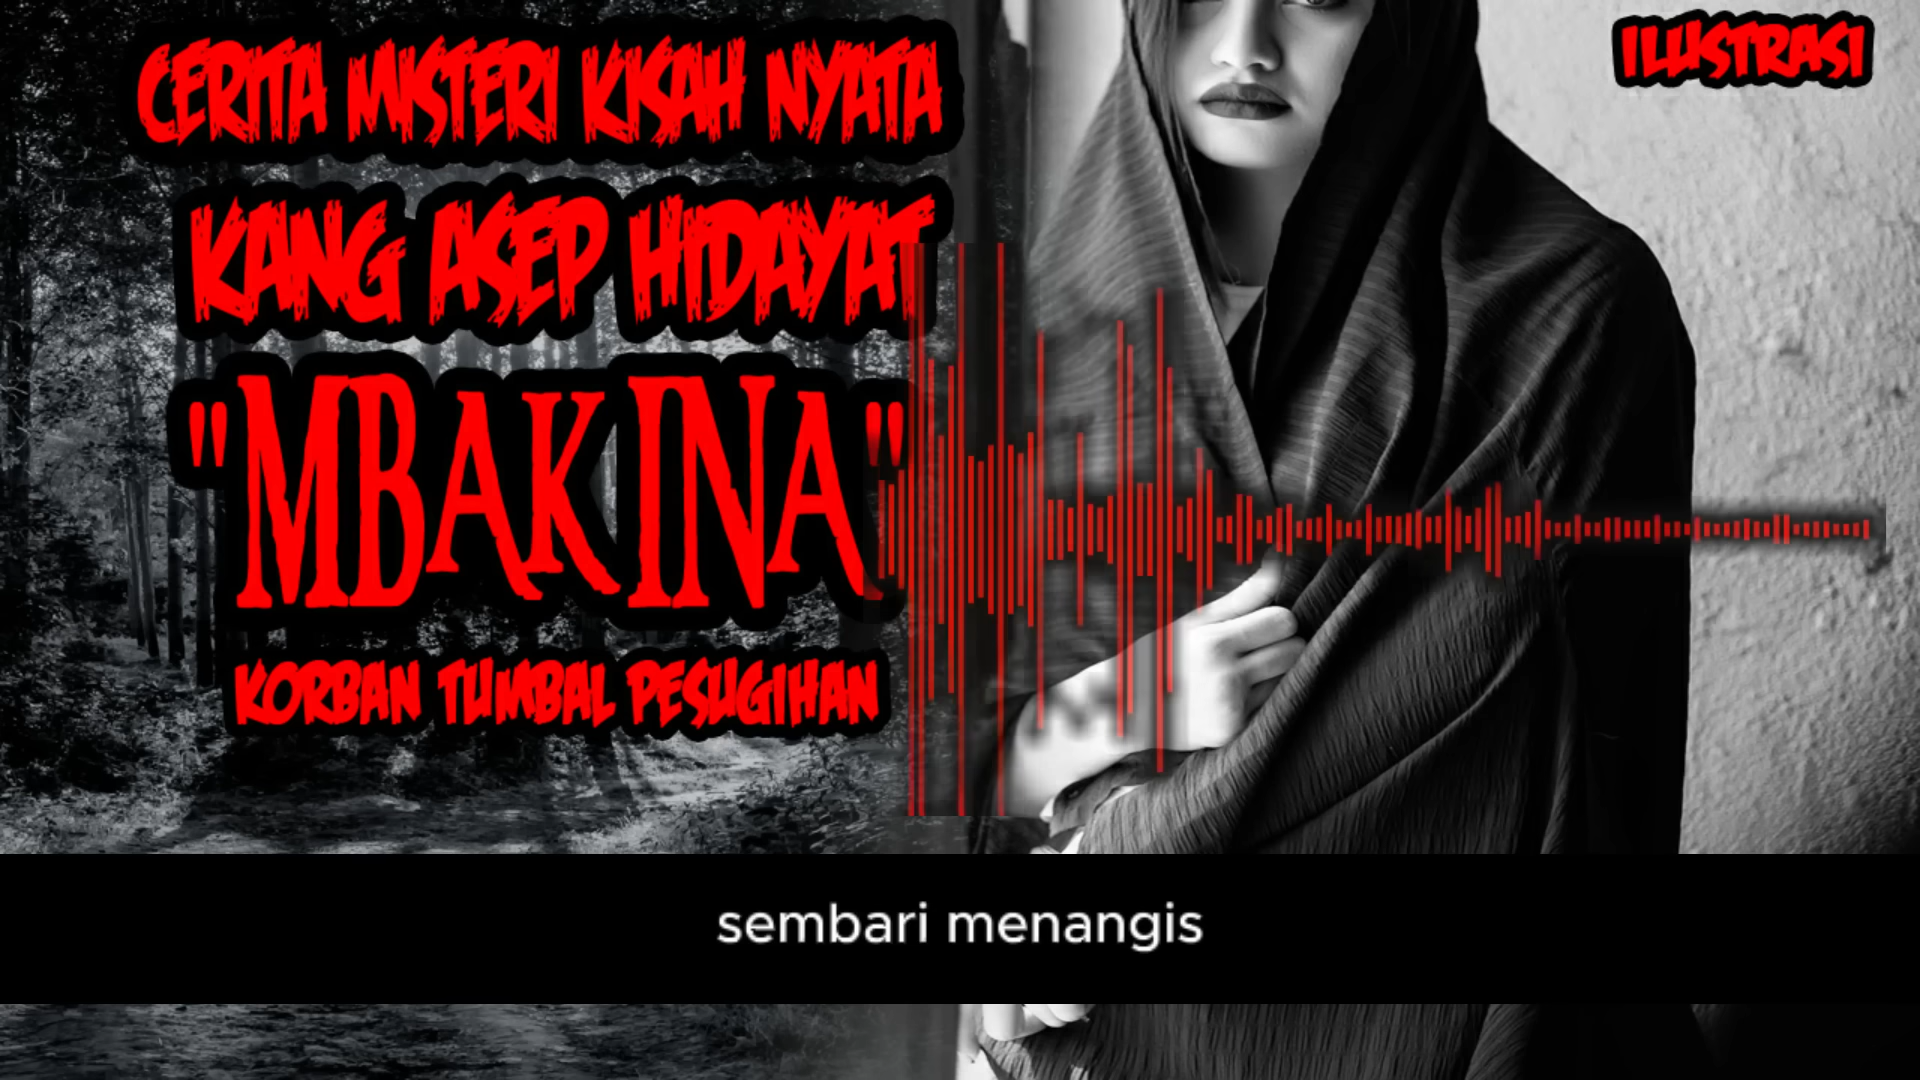 CERITA MISTERI KISAH NYATA
ILUSTRASI
KANG ASEP HIDAYAT
"MBAK INA"
KORBAN TUMBAL PESUGIHAN
sembari menangis